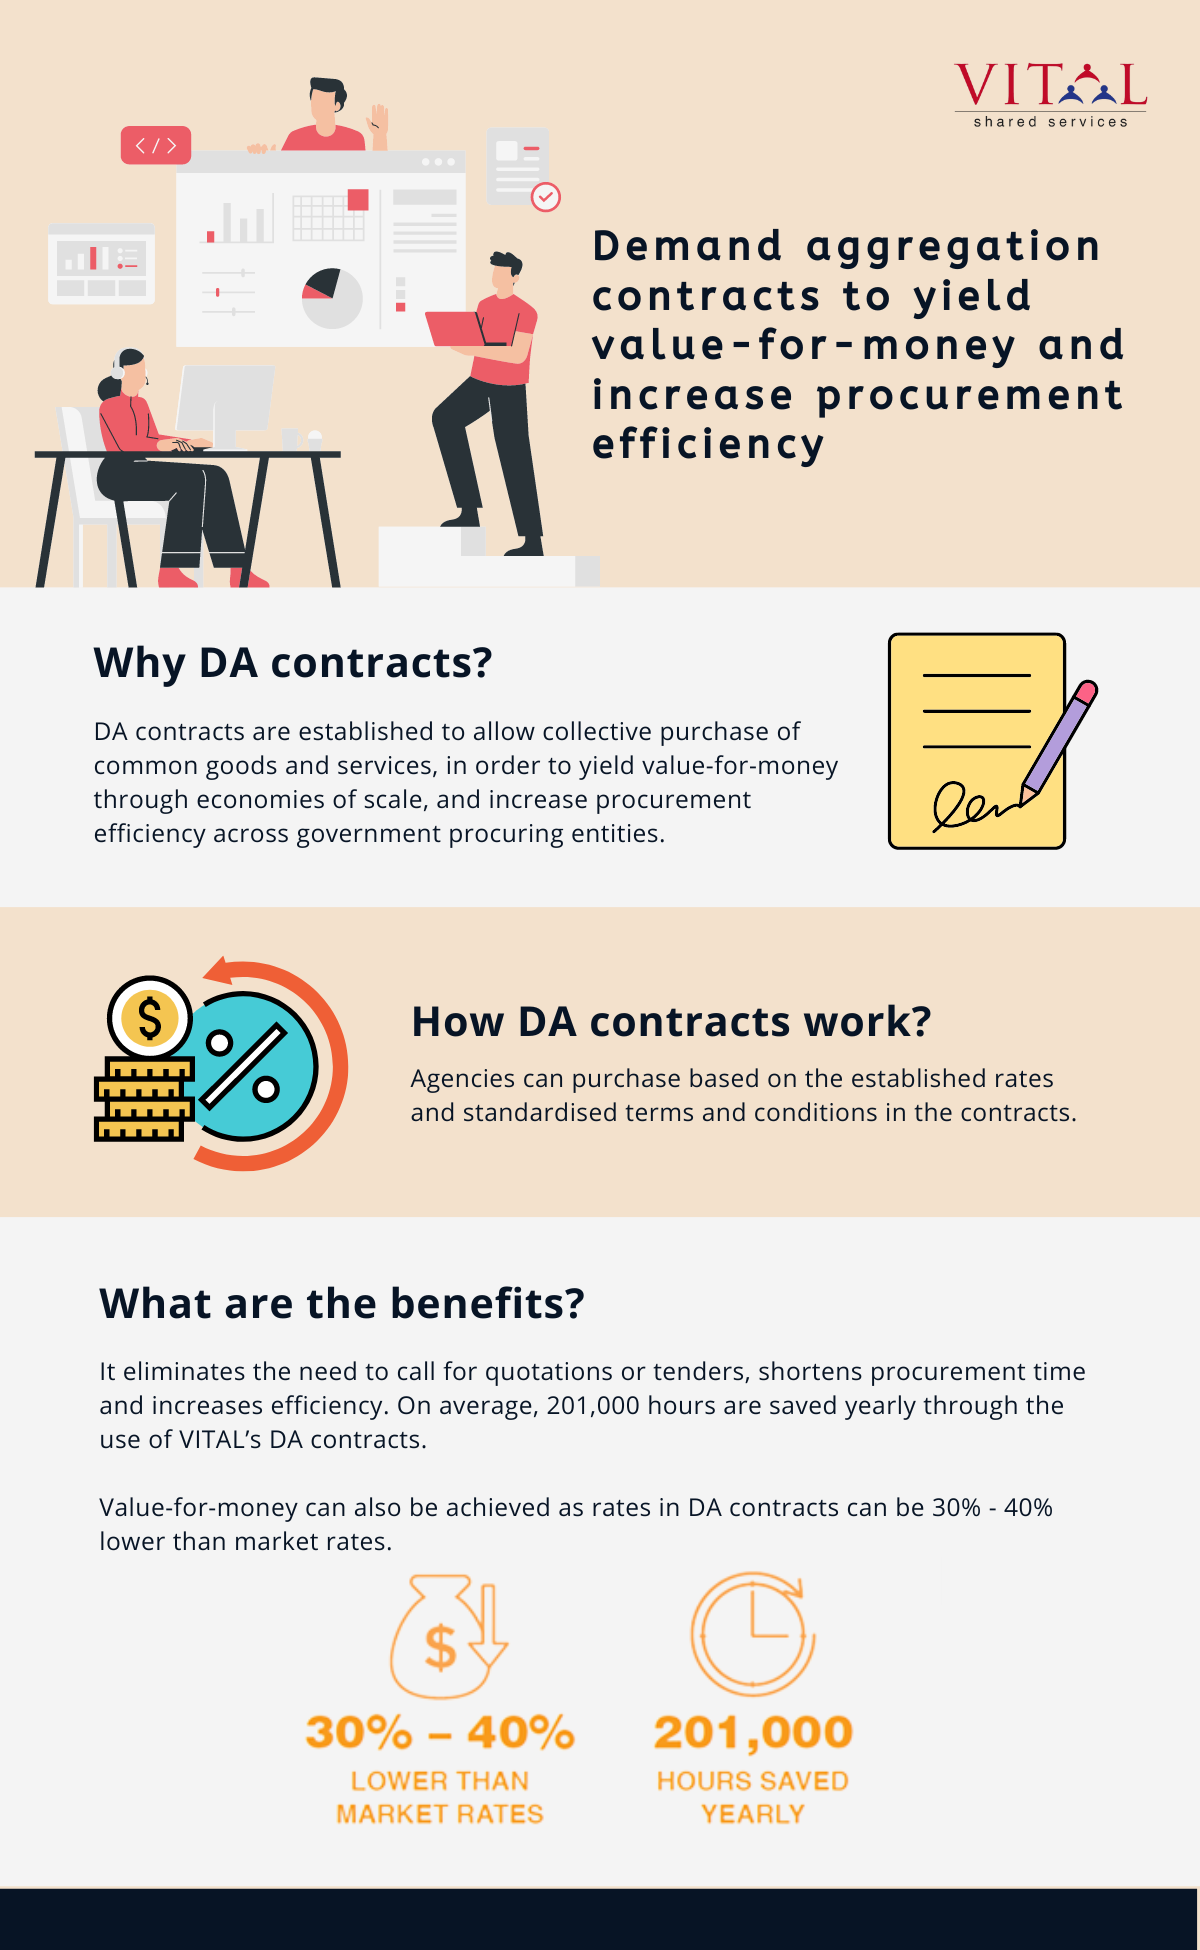 VITAL
shared services
</>
Demand aggregation
contracts to yield
value-for-money and
increase procurement
efficiency
Why DA contracts?
DA contracts are established to allow collective purchase of
common goods and services, in order to yield value-for-money
through economies of scale, and increase procurement
efficiency across government procuring entities.
$
%
How DA contracts work?
Agencies can purchase based on the established rates
and standardised terms and conditions in the contracts.
What are the benefits?
It eliminates the need to call for quotations or tenders, shortens procurement time
and increases efficiency. On average, 201,000 hours are saved yearly through the
use of VITAL’s DA contracts.
Value-for-money can also be achieved as rates in DA contracts can be 30% - 40%
lower than market rates.
$
30% – 40%
LOWER THAN
MARKET RATES
201,000
HOURS SAVED
YEARLY